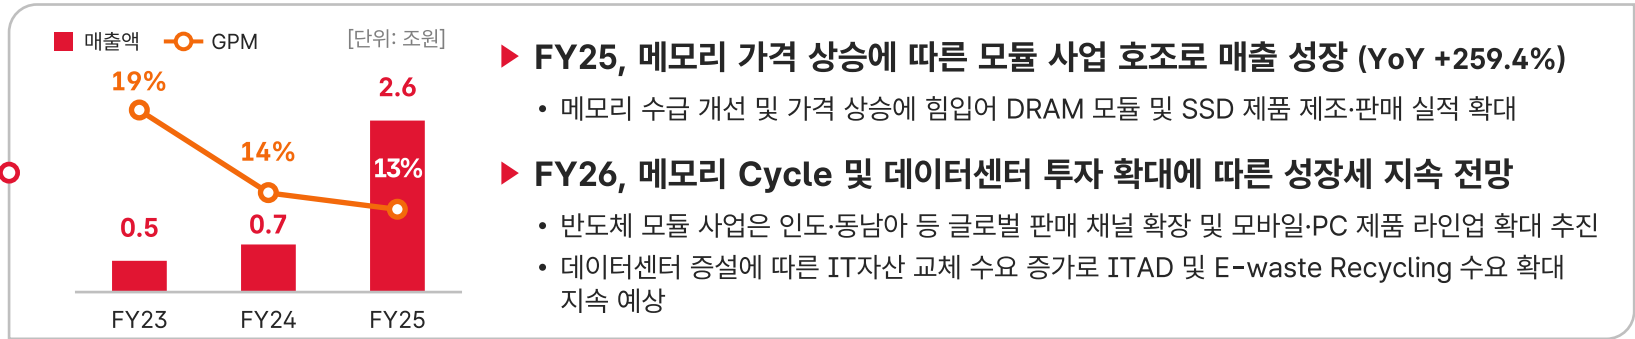 매출액 GPM [단위: 조원]
19%
14%
13%
0.5
0.7
2.6
FY23 FY24 FY25
▶ FY25, 메모리 가격 상승에 따른 모듈 사업 호조로 매출 성장 (YoY +259.4%)
• 메모리 수급 개선 및 가격 상승에 힘입어 DRAM 모듈 및 SSD 제품 제조·판매 실적 확대
▶ FY26, 메모리 Cycle 및 데이터센터 투자 확대에 따른 성장세 지속 전망
• 반도체 모듈 사업은 인도·동남아 등 글로벌 판매 채널 확장 및 모바일·PC 제품 라인업 확대 추진
• 데이터센터 증설에 따른 IT자산 교체 수요 증가로 ITAD 및 E-waste Recycling 수요 확대
지속 예상